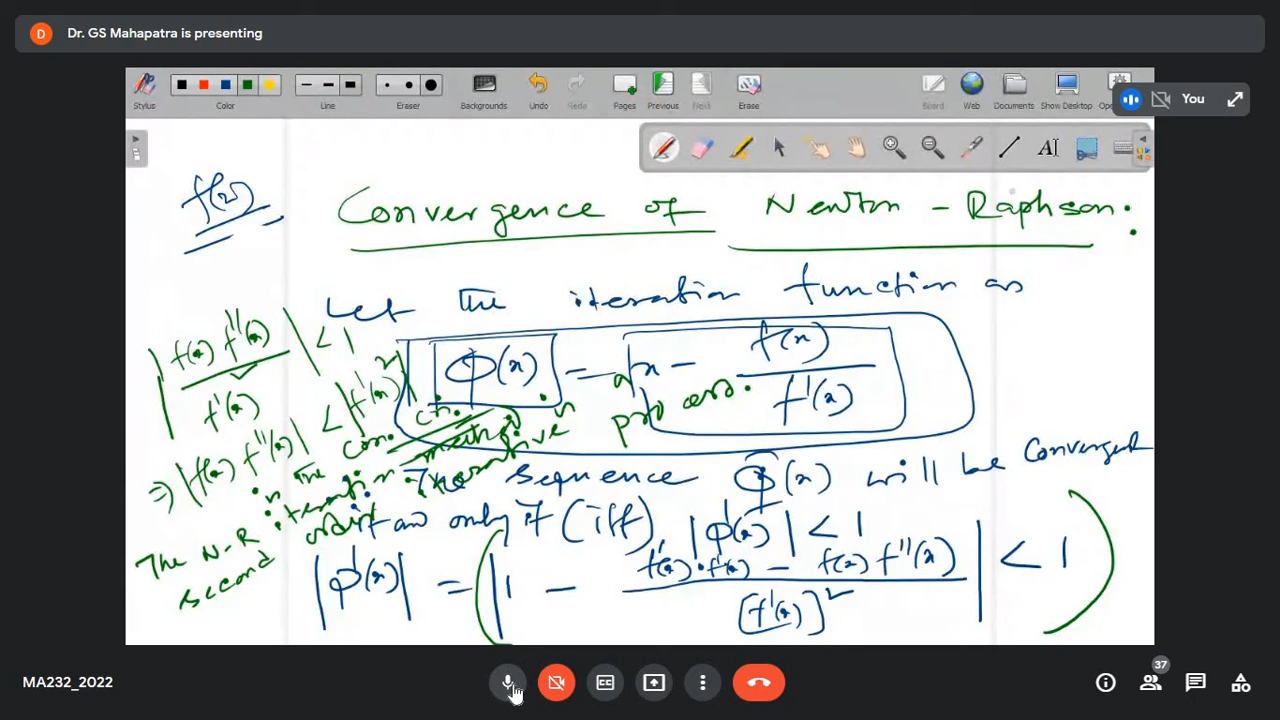 D Dr. GS Mahapatra is presenting
Stylus Color Line Eraser Backgrounds Undo Redo Pages Previous Next Erase Board Web Documents Show Desktop
You
f(x)
Convergence of Newton - Raphson.
Let the iteration function as
Φ(x) = x - f(x) / f'(x)
The sequence Φ(x) will be convergent
if an only if (iff), |Φ'(x)| < 1
|Φ'(x)| = |1 - f'(x)·f'(x) - f(x) f''(x) / [f'(x)]²| < 1
|f(x) f''(x) / f'(x)| < 1
⇒ |f(x) f''(x)| < |f'(x)²|
The N-R iteration
second order
process.
MA232_2022
37